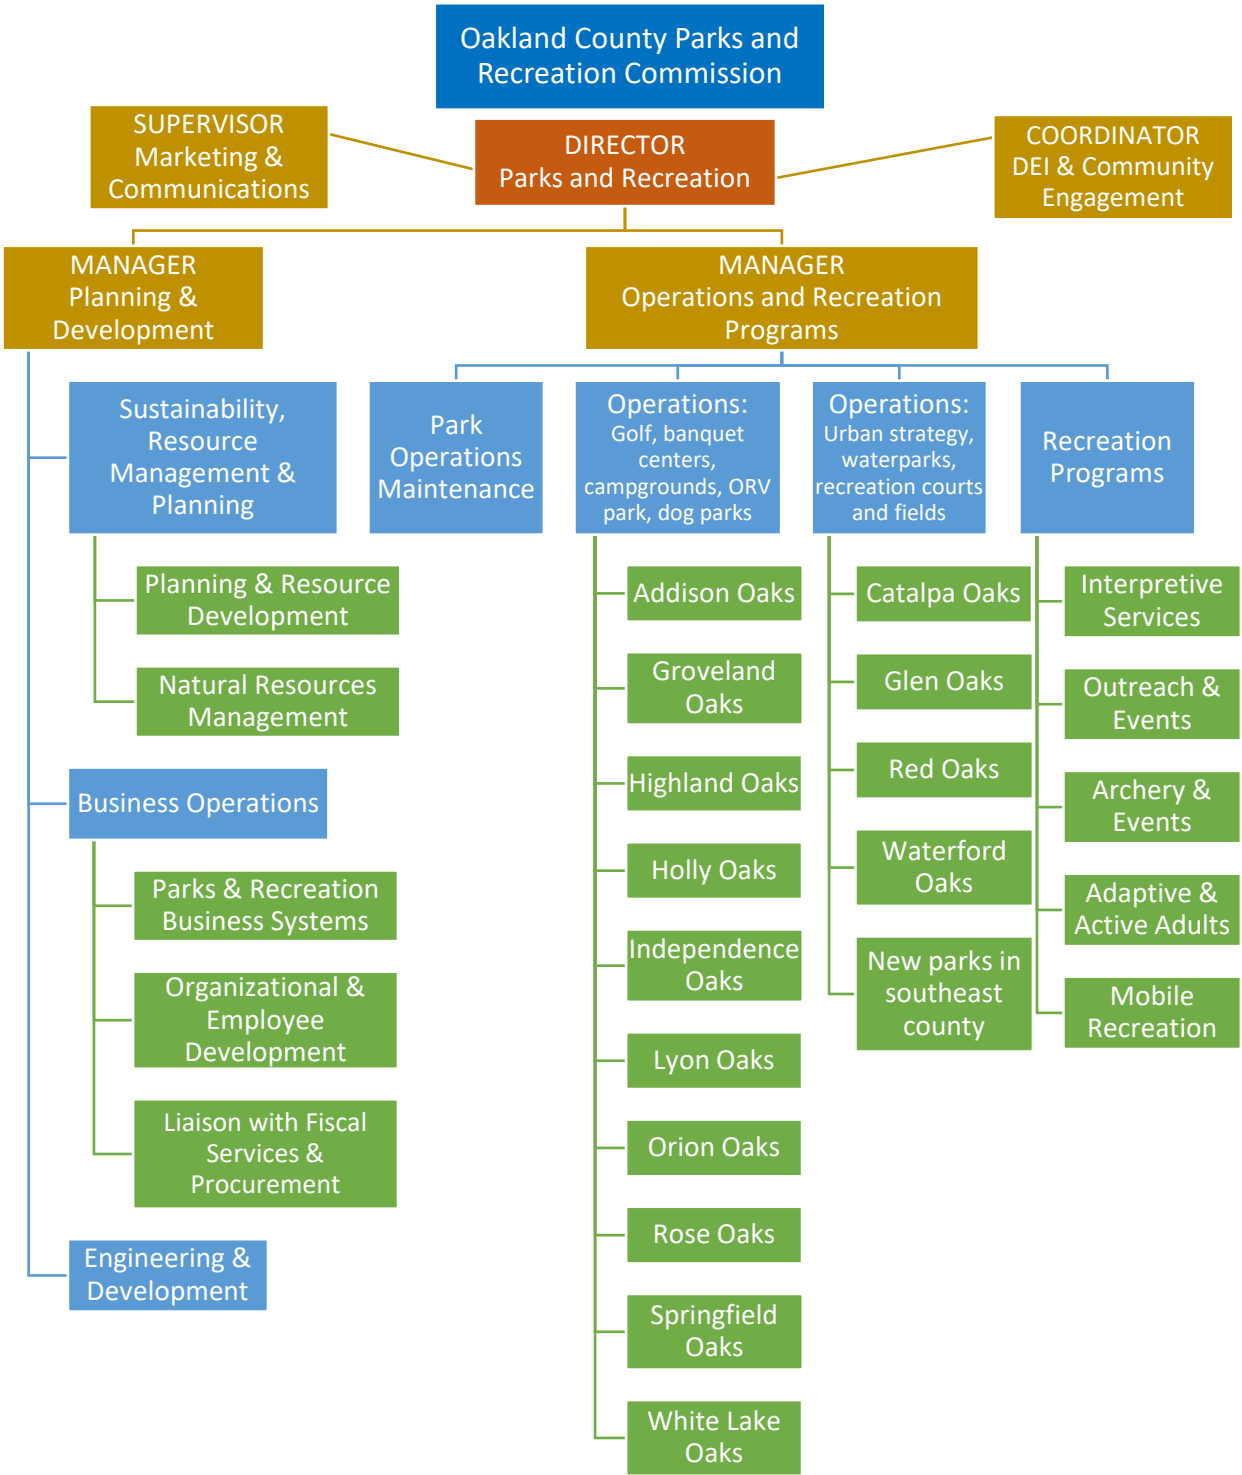 Oakland County Parks and
Recreation Commission
SUPERVISOR
Marketing &
Communications
DIRECTOR
Parks and Recreation
COORDINATOR
DEI & Community
Engagement
MANAGER
Planning &
Development
MANAGER
Operations and Recreation
Programs
Sustainability,
Resource
Management &
Planning
Planning & Resource
Development
Natural Resources
Management
Business Operations
Parks & Recreation
Business Systems
Organizational &
Employee
Development
Liaison with Fiscal
Services &
Procurement
Engineering &
Development
Park
Operations
Maintenance
Operations:
Golf, banquet
centers,
campgrounds, ORV
park, dog parks
Addison Oaks
Groveland
Oaks
Highland Oaks
Holly Oaks
Independence
Oaks
Lyon Oaks
Orion Oaks
Rose Oaks
Springfield
Oaks
White Lake
Oaks
Operations:
Urban strategy,
waterparks,
recreation courts
and fields
Catalpa Oaks
Glen Oaks
Red Oaks
Waterford
Oaks
New parks in
southeast
county
Recreation
Programs
Interpretive
Services
Outreach &
Events
Archery &
Events
Adaptive &
Active Adults
Mobile
Recreation